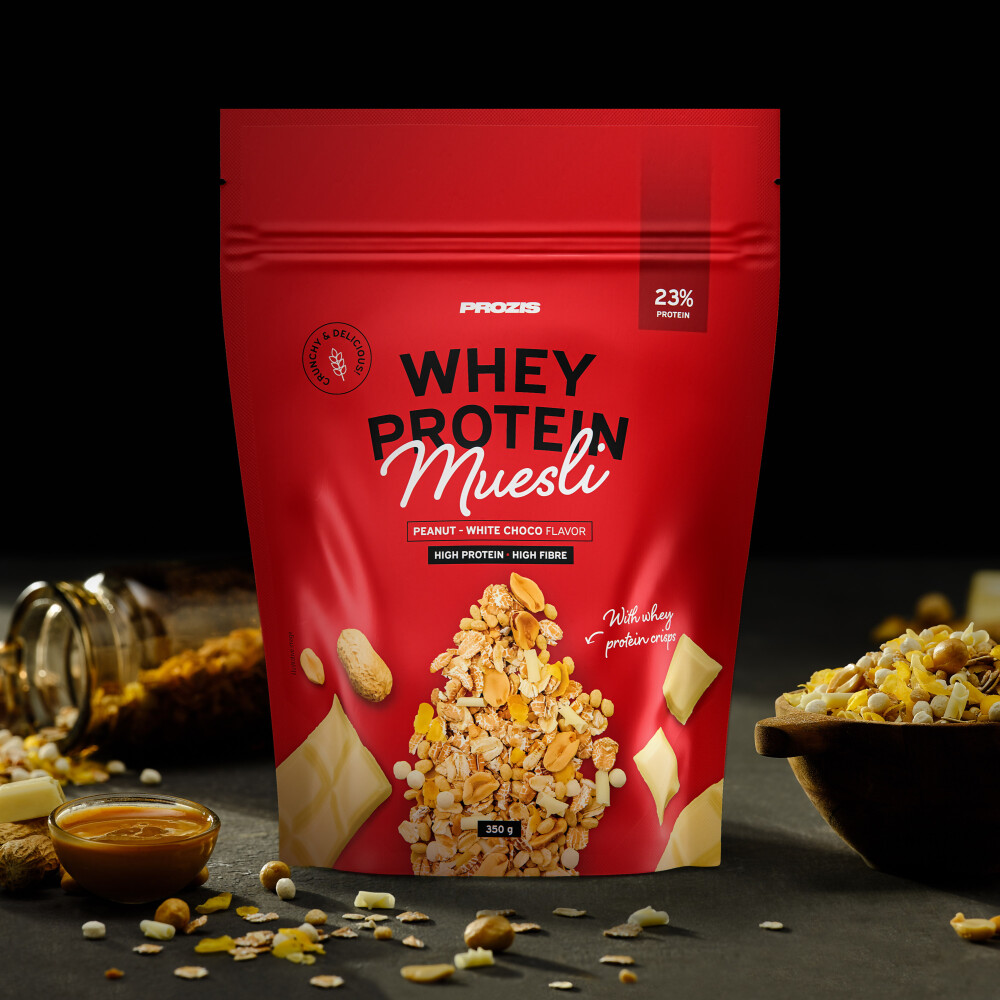 PROZIS
23%
PROTEIN
CRUNCHY & DELICIOUS!
WHEY
PROTEIN
Muesli
PEANUT - WHITE CHOCO FLAVOR
HIGH PROTEIN • HIGH FIBRE
With whey
protein crisps
350 g